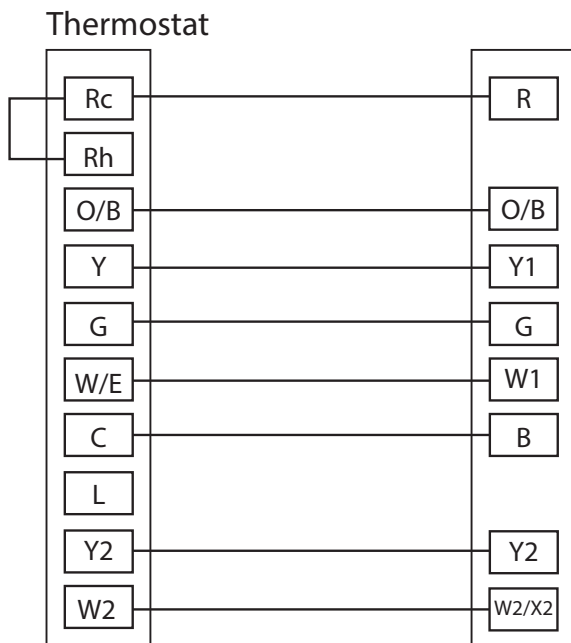 Thermostat
Rc R
Rh
O/B O/B
Y Y1
G G
W/E W1
C B
L
Y2 Y2
W2 W2/X2